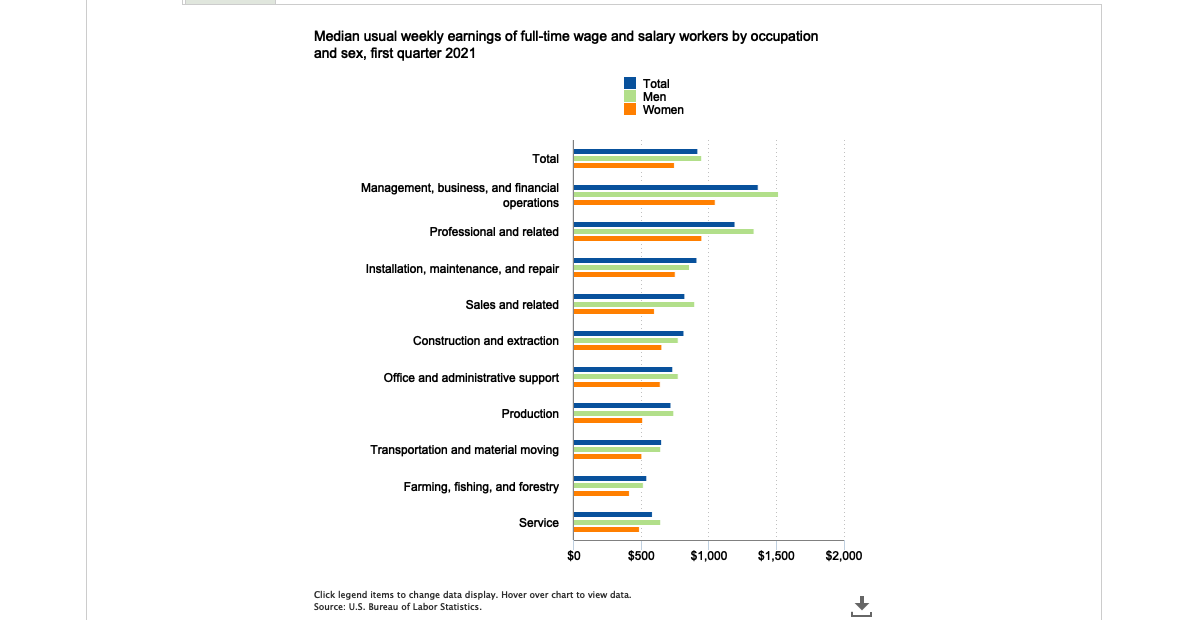 Median usual weekly earnings of full-time wage and salary workers by occupation
and sex, first quarter 2021
Total
Men
Women
Total
Management, business, and financial
operations
Professional and related
Installation, maintenance, and repair
Sales and related
Construction and extraction
Office and administrative support
Production
Transportation and material moving
Farming, fishing, and forestry
Service
$0 $500 $1,000 $1,500 $2,000
Click legend items to change data display. Hover over chart to view data.
Source: U.S. Bureau of Labor Statistics.